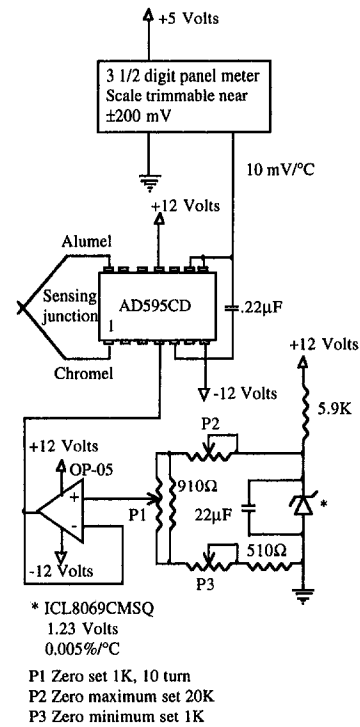 +5 Volts
3 1/2 digit panel meter
Scale trimmable near
±200 mV
10 mV/°C
+12 Volts
Alumel
Sensing
junction
1
AD595CD
.22µF
Chromel
-12 Volts
+12 Volts
5.9K
P2
+12 Volts
OP-05
+
-
P1
910Ω
22µF
*
510Ω
P3
-12 Volts
* ICL8069CMSQ
1.23 Volts
0.005%/°C
P1 Zero set 1K, 10 turn
P2 Zero maximum set 20K
P3 Zero minimum set 1K